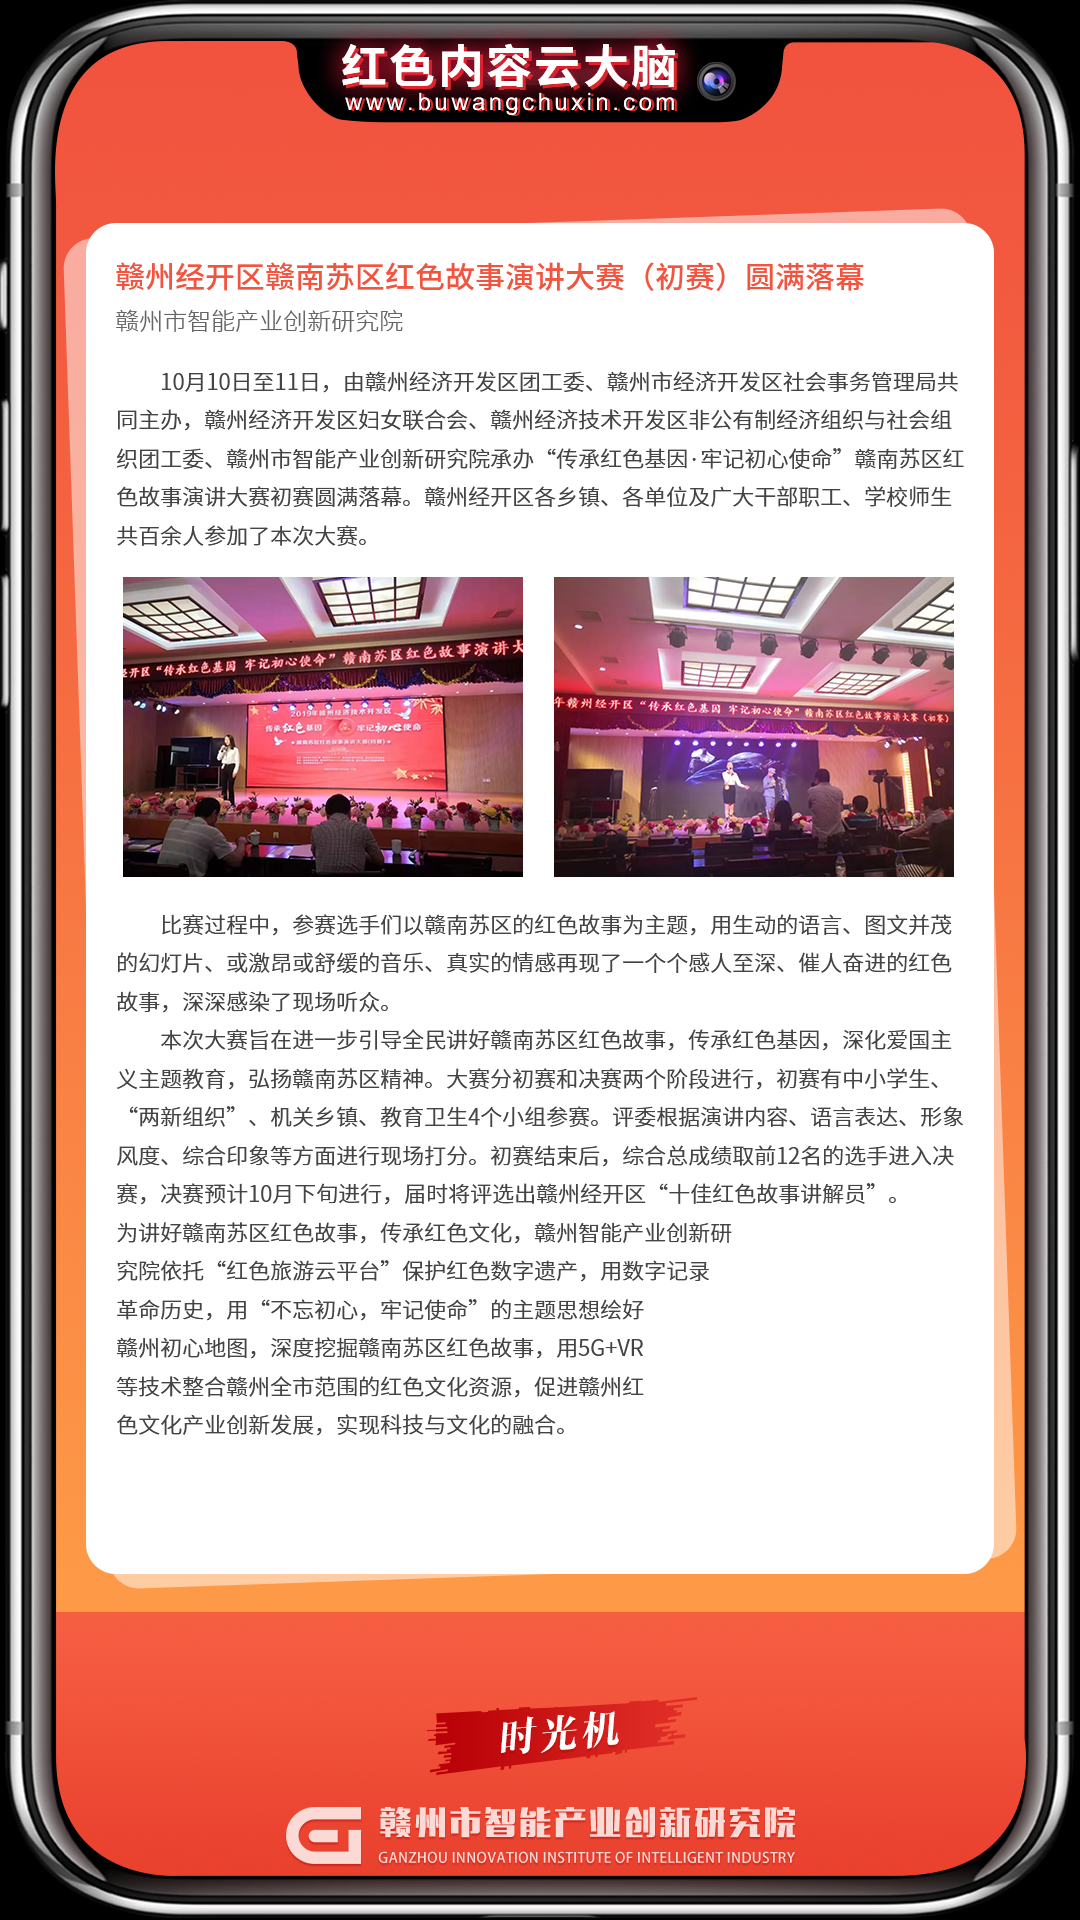 红色内容云大脑
www.buwangchuxin.com
赣州经开区赣南苏区红色故事演讲大赛（初赛）圆满落幕
赣州市智能产业创新研究院
10月10日至11日，由赣州经济开发区团工委、赣州市经济开发区社会事务管理局共
同主办，赣州经济开发区妇女联合会、赣州经济技术开发区非公有制经济组织与社会组
织团工委、赣州市智能产业创新研究院承办“传承红色基因·牢记初心使命”赣南苏区红
色故事演讲大赛初赛圆满落幕。赣州经开区各乡镇、各单位及广大干部职工、学校师生
共百余人参加了本次大赛。
经开区“传承红色基因 牢记初心使命”赣南苏区红色故事演讲大
2019年赣州经济技术开发区
传承红色基因 牢记初心使命
年赣州经开区“传承红色基因 牢记初心使命”赣南苏区红色故事演讲大赛（初赛）
比赛过程中，参赛选手们以赣南苏区的红色故事为主题，用生动的语言、图文并茂
的幻灯片、或激昂或舒缓的音乐、真实的情感再现了一个个感人至深、催人奋进的红色
故事，深深感染了现场听众。
本次大赛旨在进一步引导全民讲好赣南苏区红色故事，传承红色基因，深化爱国主
义主题教育，弘扬赣南苏区精神。大赛分初赛和决赛两个阶段进行，初赛有中小学生、
“两新组织”、机关乡镇、教育卫生4个小组参赛。评委根据演讲内容、语言表达、形象
风度、综合印象等方面进行现场打分。初赛结束后，综合总成绩取前12名的选手进入决
赛，决赛预计10月下旬进行，届时将评选出赣州经开区“十佳红色故事讲解员”。
为讲好赣南苏区红色故事，传承红色文化，赣州智能产业创新研
究院依托“红色旅游云平台”保护红色数字遗产，用数字记录
革命历史，用“不忘初心，牢记使命”的主题思想绘好
赣州初心地图，深度挖掘赣南苏区红色故事，用5G+VR
等技术整合赣州全市范围的红色文化资源，促进赣州红
色文化产业创新发展，实现科技与文化的融合。
时光机
赣州市智能产业创新研究院
GANZHOU INNOVATION INSTITUTE OF INTELLIGENT INDUSTRY